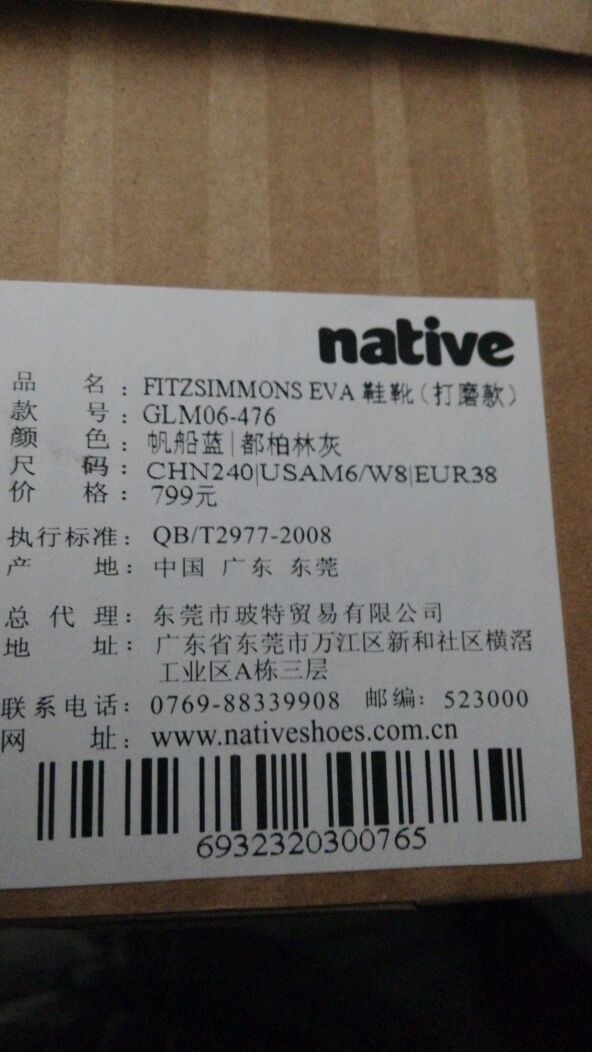 native
品名：FITZSIMMONS EVA 鞋靴（打磨款）
款号：GLM06-476
颜色：帆船蓝|都柏林灰
尺码：CHN240|USAM6/W8|EUR38
价格：799元
执行标准：QB/T2977-2008
产地：中国 广东 东莞
总代理：东莞市玻特贸易有限公司
地址：广东省东莞市万江区新和社区横滘
工业区A栋三层
联系电话：0769-88339908 邮编：523000
网址：www.nativeshoes.com.cn
6932320300765